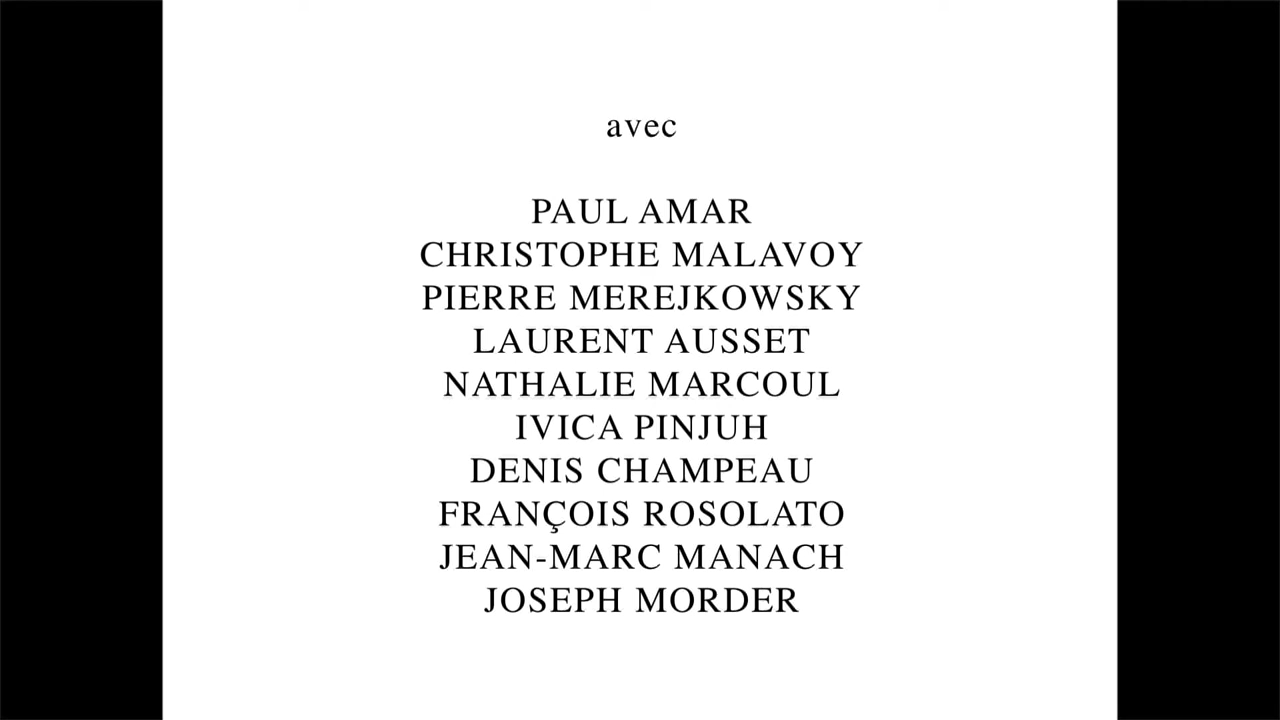 avec
PAUL AMAR
CHRISTOPHE MALAVOY
PIERRE MEREJKOWSKY
LAURENT AUSSET
NATHALIE MARCOUL
IVICA PINJUH
DENIS CHAMPEAU
FRANÇOIS ROSOLATO
JEAN-MARC MANACH
JOSEPH MORDER